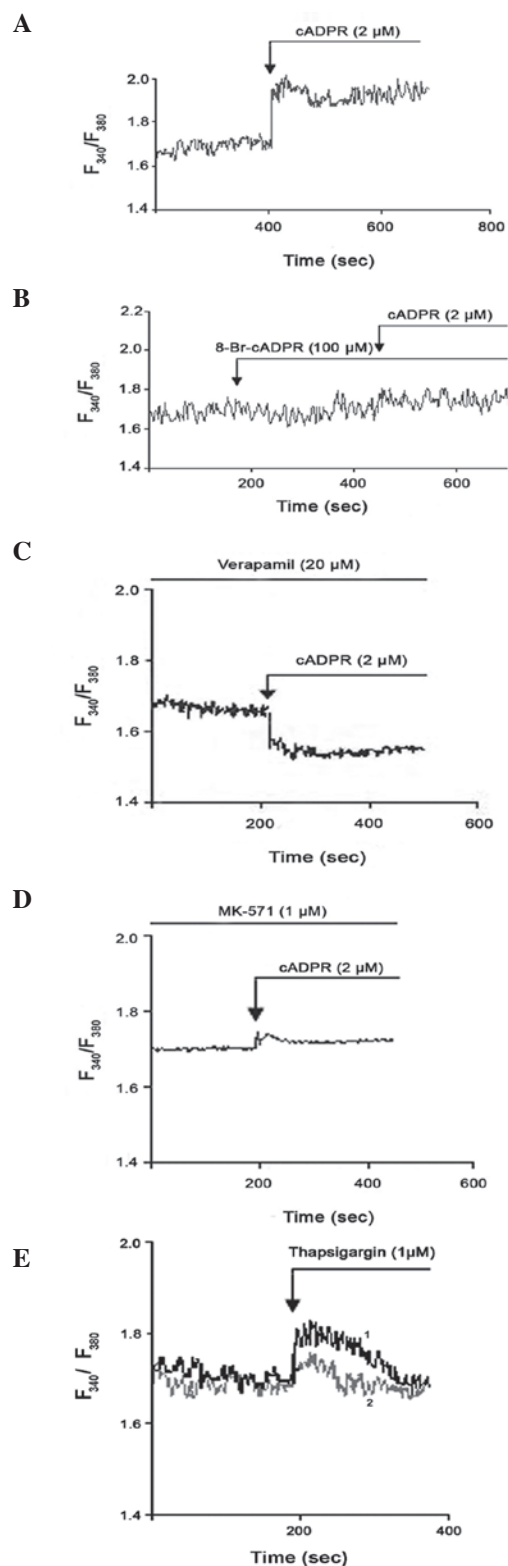 A
cADPR (2 µM)
2.0
1.8
1.6
1.4
F340/F380
400
600
800
Time (sec)
B
cADPR (2 µM)
8-Br-cADPR (100 µM)
2.2
2.0
1.8
1.6
1.4
F340/F380
200
400
600
Time (sec)
C
Verapamil (20 µM)
cADPR (2 µM)
2.0
1.8
1.6
1.4
F340/F380
200
400
600
Time (sec)
D
MK-571 (1 µM)
cADPR (2 µM)
2.0
1.8
1.6
1.4
F340/F380
200
400
600
Time (sec)
E
Thapsigargin (1µM)
2.0
1.8
1.6
1.4
F340/ F380
1
2
200
400
Time (sec)